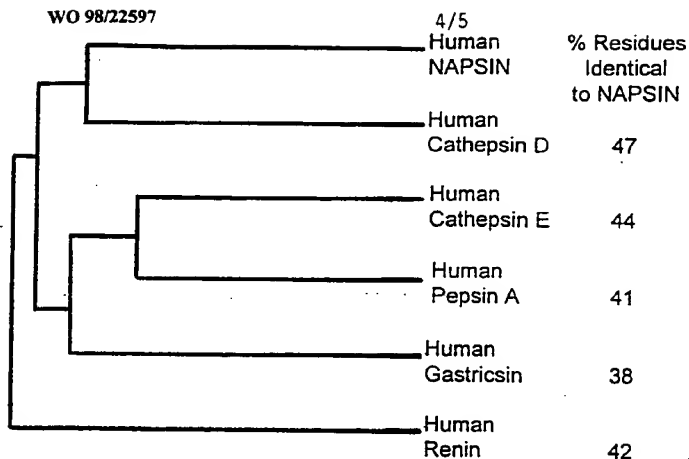 WO 98/22597
4/5
Human
NAPSIN
% Residues
Identical
to NAPSIN
Human
Cathepsin D 47
Human
Cathepsin E 44
Human
Pepsin A 41
Human
Gastricsin 38
Human
Renin 42